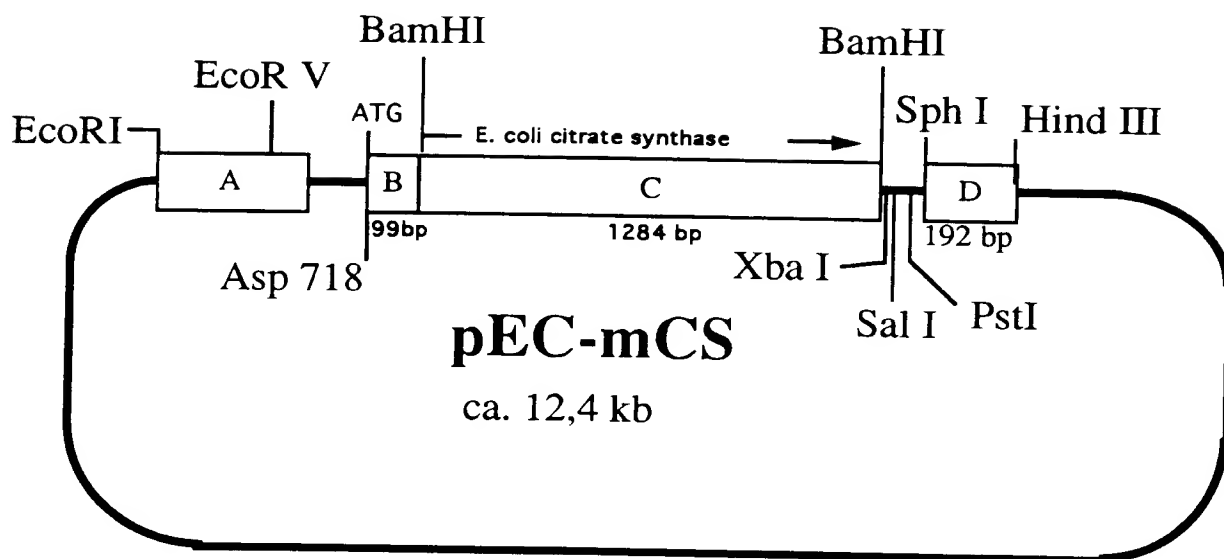 BamHI
BamHI
EcoR V
Sph I
Hind III
EcoRI
ATG
E. coli citrate synthase
A
B
C
D
99bp
1284 bp
192 bp
Asp 718
Xba I
Sal I
PstI
pEC-mCS
ca. 12,4 kb